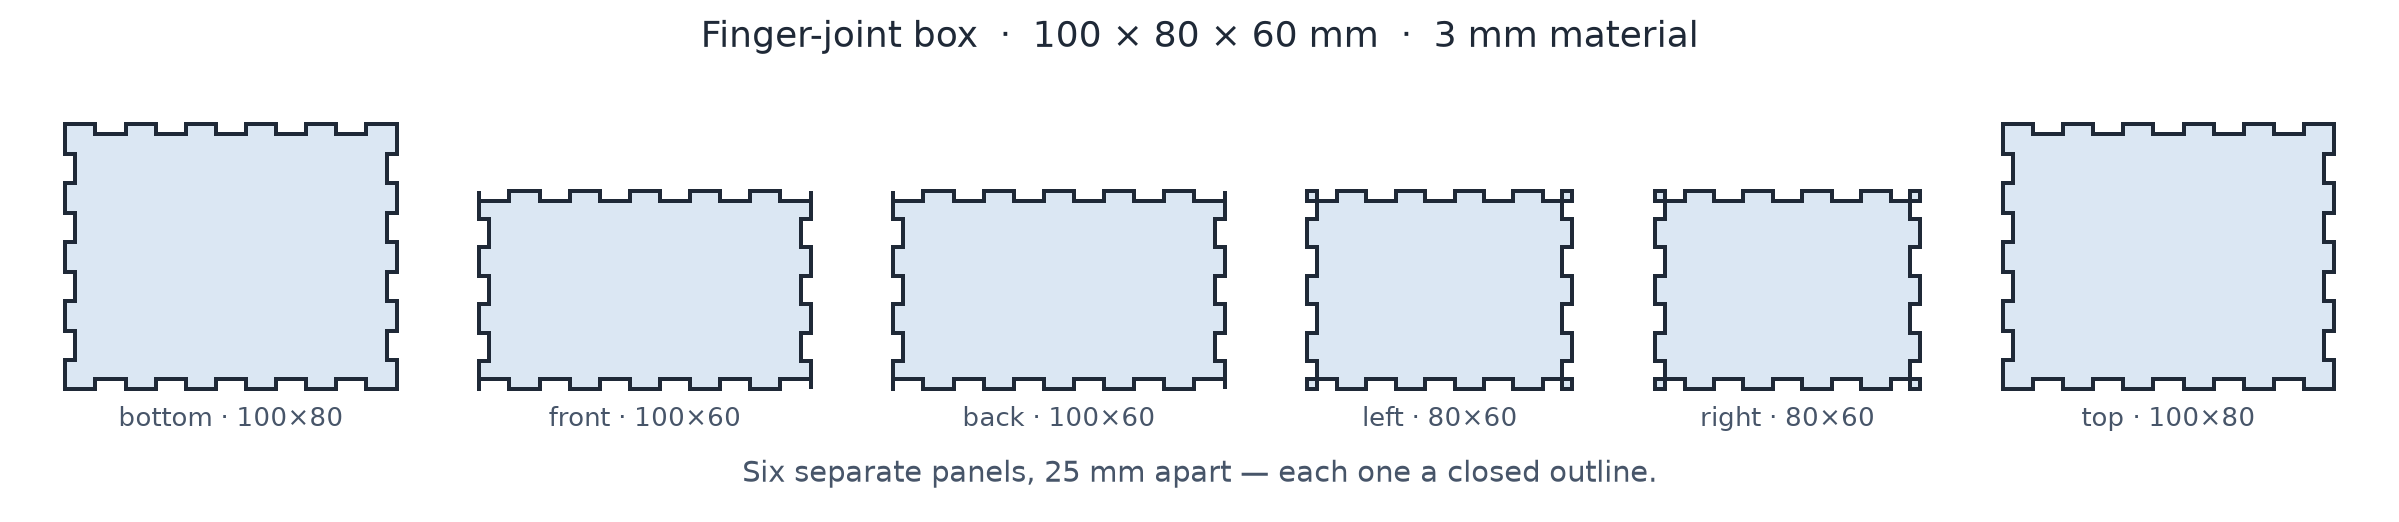 Finger-joint box · 100 × 80 × 60 mm · 3 mm material
bottom · 100×80
front · 100×60
back · 100×60
left · 80×60
right · 80×60
top · 100×80
Six separate panels, 25 mm apart — each one a closed outline.